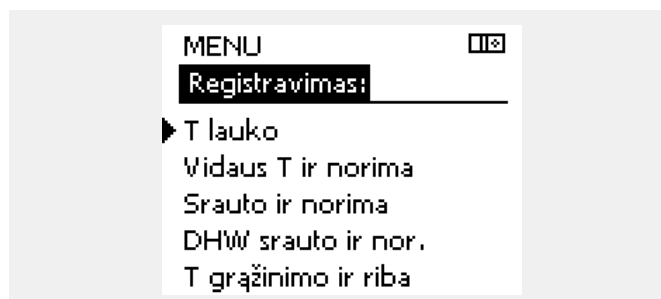 MENU
Registravimas:
T lauko
Vidaus T ir norima
Srauto ir norima
DHW srauto ir nor.
T grąžinimo ir riba